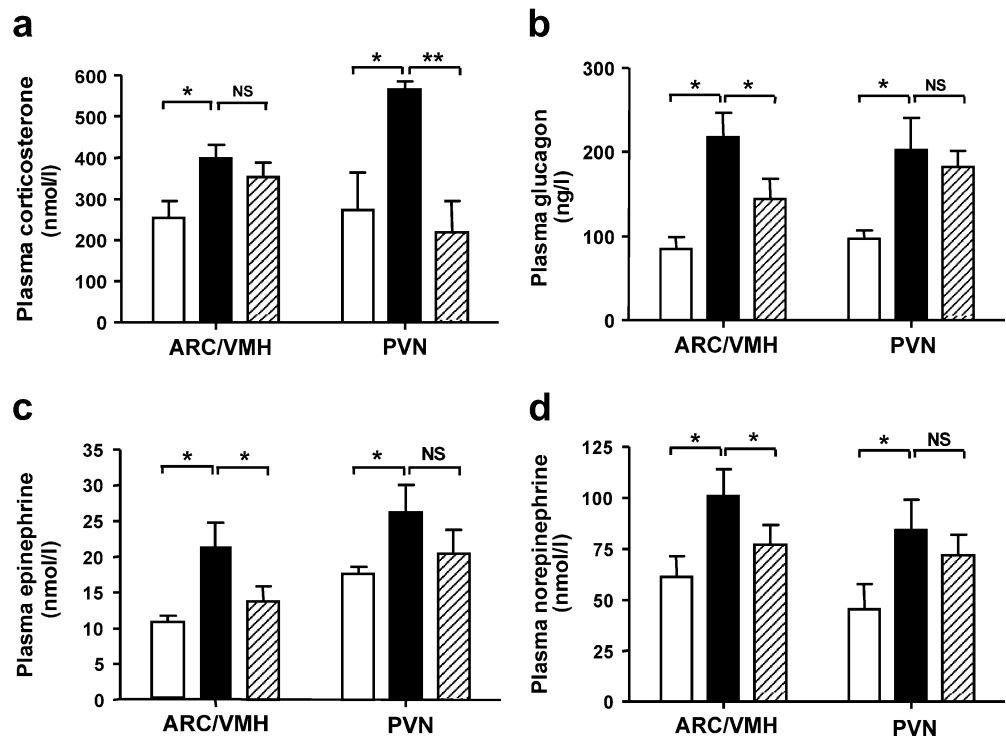 a
Plasma corticosterone
(nmol/l)
600
500
400
300
200
100
0
* NS
* **
ARC/VMH PVN
b
Plasma glucagon
(ng/l)
300
200
100
0
* *
* NS
ARC/VMH PVN
c
Plasma epinephrine
(nmol/l)
35
30
25
20
15
10
5
0
* *
* NS
ARC/VMH PVN
d
Plasma norepinephrine
(nmol/l)
125
100
75
50
25
0
* *
* NS
ARC/VMH PVN